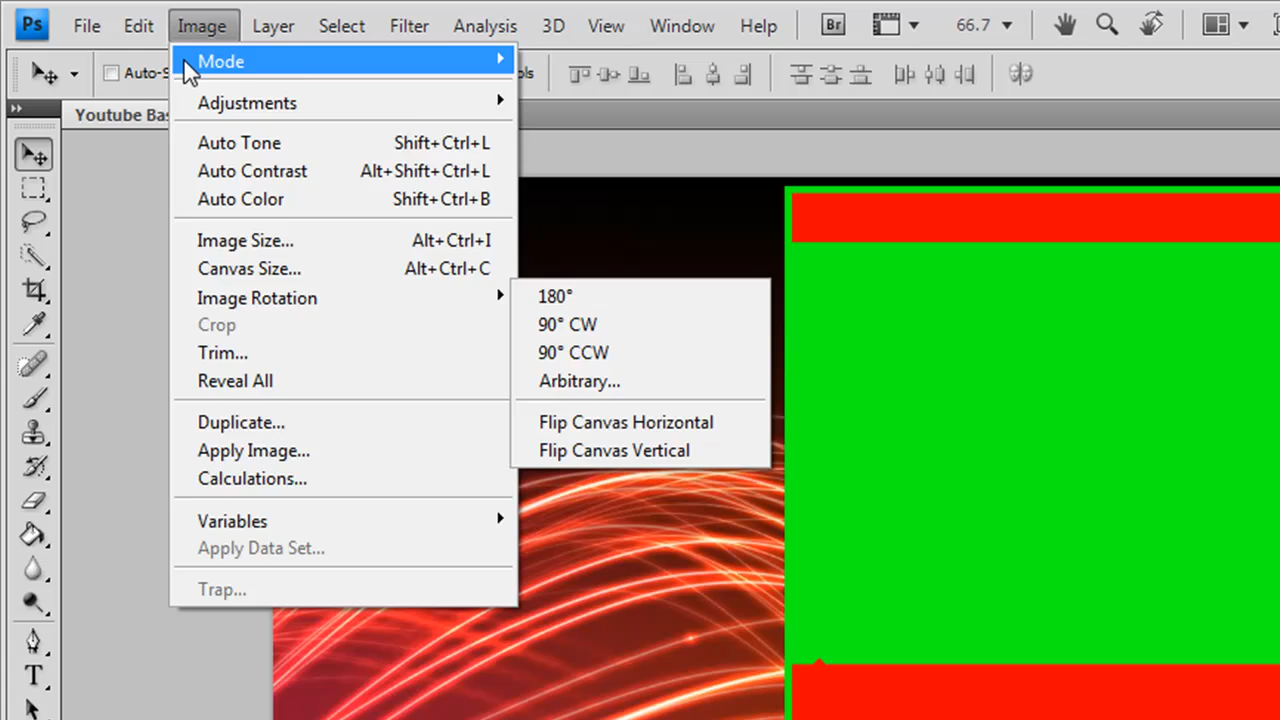 Ps File Edit Image Layer Select Filter Analysis 3D View Window Help Br 66.7
Auto-S
ols
Youtube Bas
Mode
Adjustments
Auto Tone Shift+Ctrl+L
Auto Contrast Alt+Shift+Ctrl+L
Auto Color Shift+Ctrl+B
Image Size... Alt+Ctrl+I
Canvas Size... Alt+Ctrl+C
Image Rotation
Crop
Trim...
Reveal All
Duplicate...
Apply Image...
Calculations...
Variables
Apply Data Set...
Trap...
180°
90° CW
90° CCW
Arbitrary...
Flip Canvas Horizontal
Flip Canvas Vertical
T